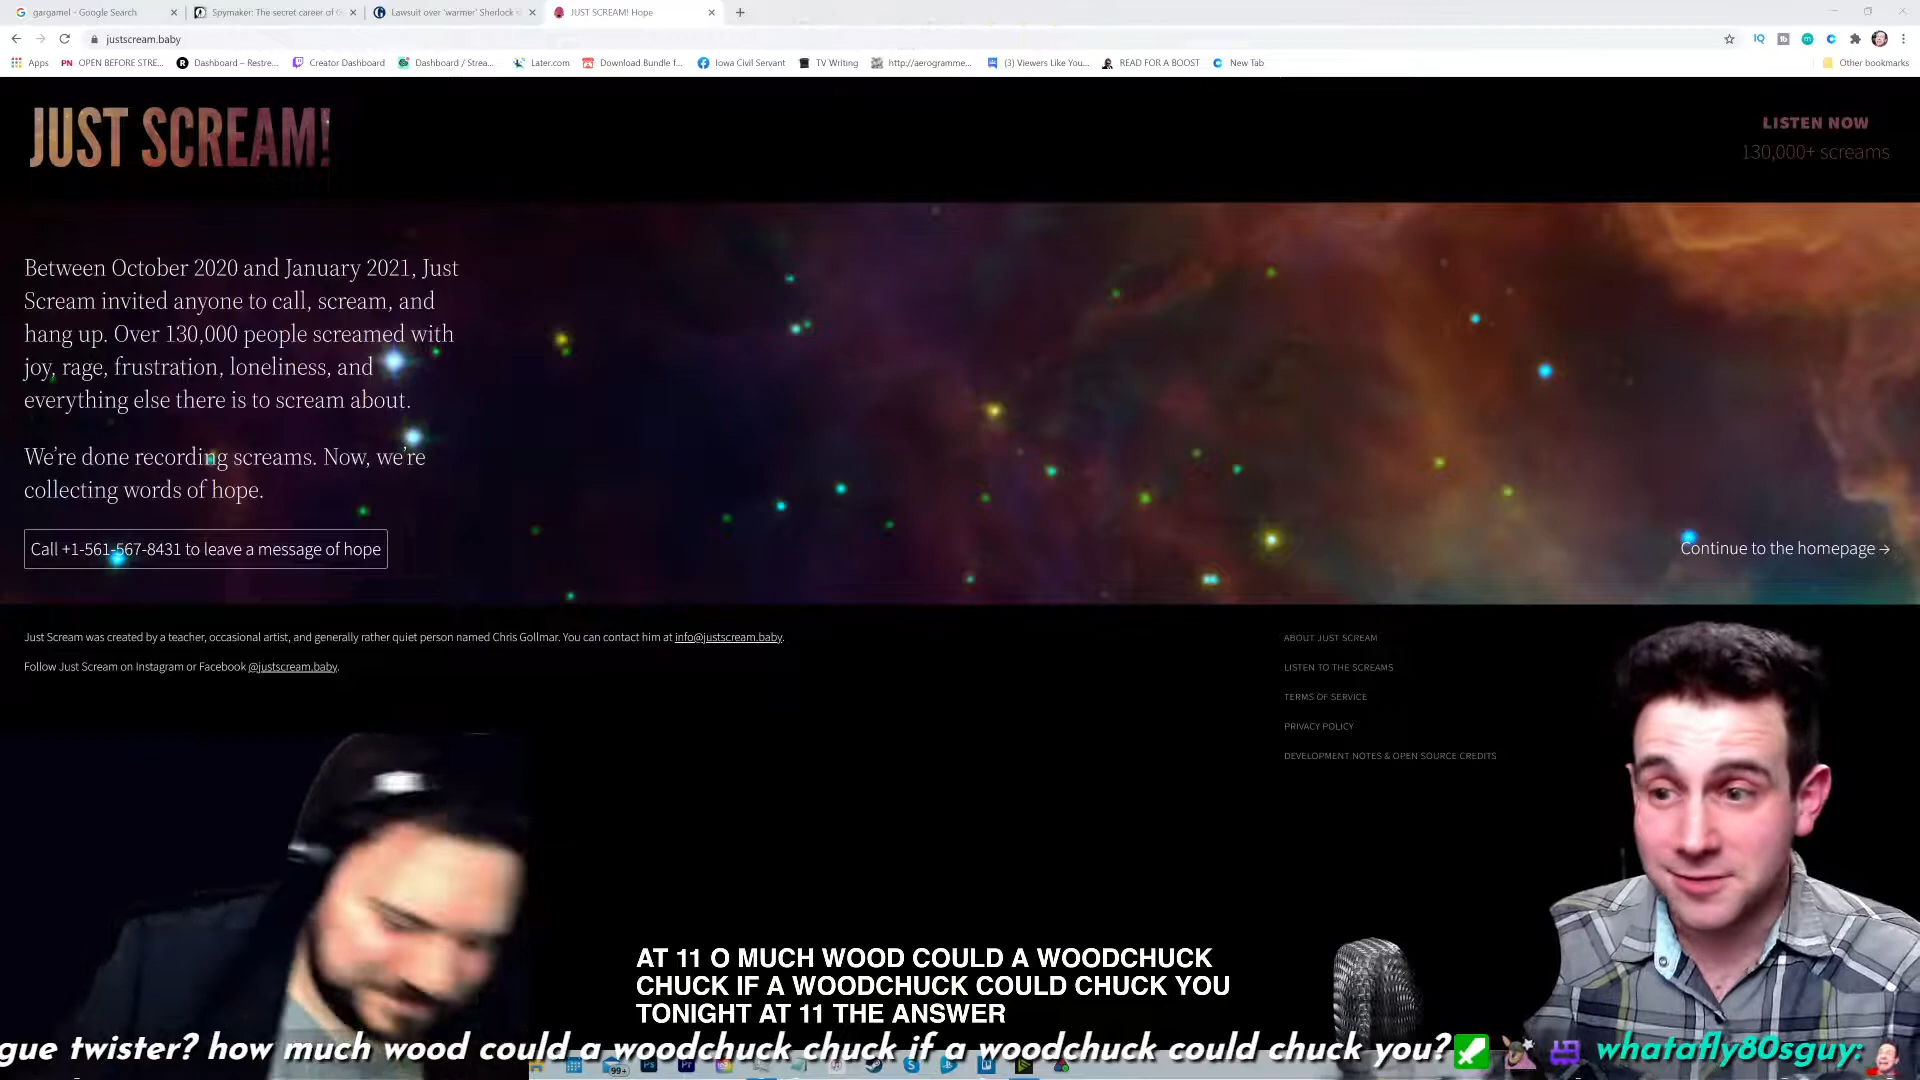 gargamel - Google Search
Spymaker: The secret career of
Lawsuit over 'warmer' Sherlock
JUST SCREAM! Hope
justscream.baby
Apps
OPEN BEFORE STRE...
Dashboard – Restre...
Creator Dashboard
Dashboard / Strea...
Later.com
Download Bundle f...
Iowa Civil Servant
TV Writing
http://aerogramme...
(3) Viewers Like You...
READ FOR A BOOST
New Tab
Other bookmarks
JUST SCREAM!
LISTEN NOW
130,000+ screams
Between October 2020 and January 2021, Just
Scream invited anyone to call, scream, and
hang up. Over 130,000 people screamed with
joy, rage, frustration, loneliness, and
everything else there is to scream about.
We're done recording screams. Now, we're
collecting words of hope.
Call +1-561-567-8431 to leave a message of hope
Continue to the homepage →
Just Scream was created by a teacher, occasional artist, and generally rather quiet person named Chris Gollmar. You can contact him at info@justscream.baby.
Follow Just Scream on Instagram or Facebook @justscream.baby.
ABOUT JUST SCREAM
LISTEN TO THE SCREAMS
TERMS OF SERVICE
PRIVACY POLICY
DEVELOPMENT NOTES & OPEN SOURCE CREDITS
AT 11 O MUCH WOOD COULD A WOODCHUCK
CHUCK IF A WOODCHUCK COULD CHUCK YOU
TONIGHT AT 11 THE ANSWER
gue twister? how much wood could a woodchuck chuck if a woodchuck could chuck you? whatafly80sguy:
99+